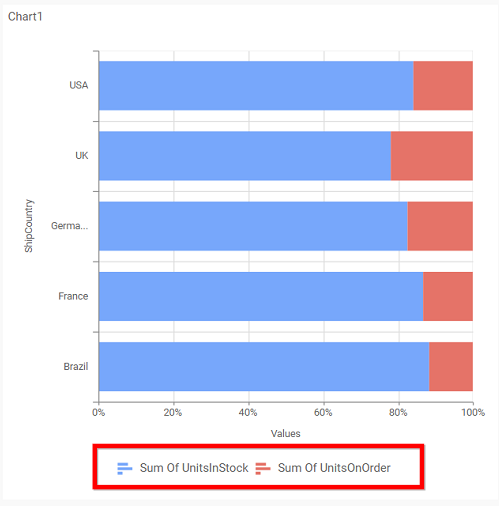 Chart1
USA
UK
Germa...
France
Brazil
ShipCountry
0% 20% 40% 60% 80% 100%
Values
Sum Of UnitsInStock Sum Of UnitsOnOrder